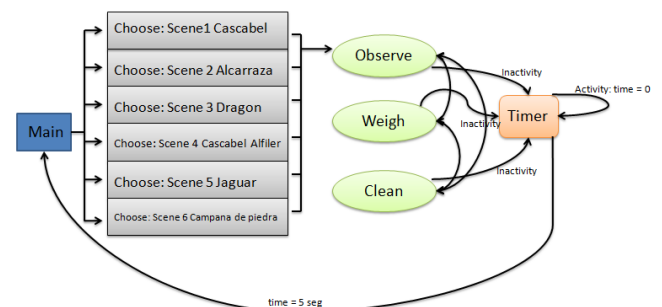 Choose: Scene1 Cascabel
Choose: Scene 2 Alcarraza
Choose: Scene 3 Dragon
Choose: Scene 4 Cascabel Alfiler
Choose: Scene 5 Jaguar
Choose: Scene 6 Campana de piedra
Main
Observe
Weigh
Clean
Inactivity
Inactivity
Inactivity
Timer
Activity: time = 0
time = 5 seg